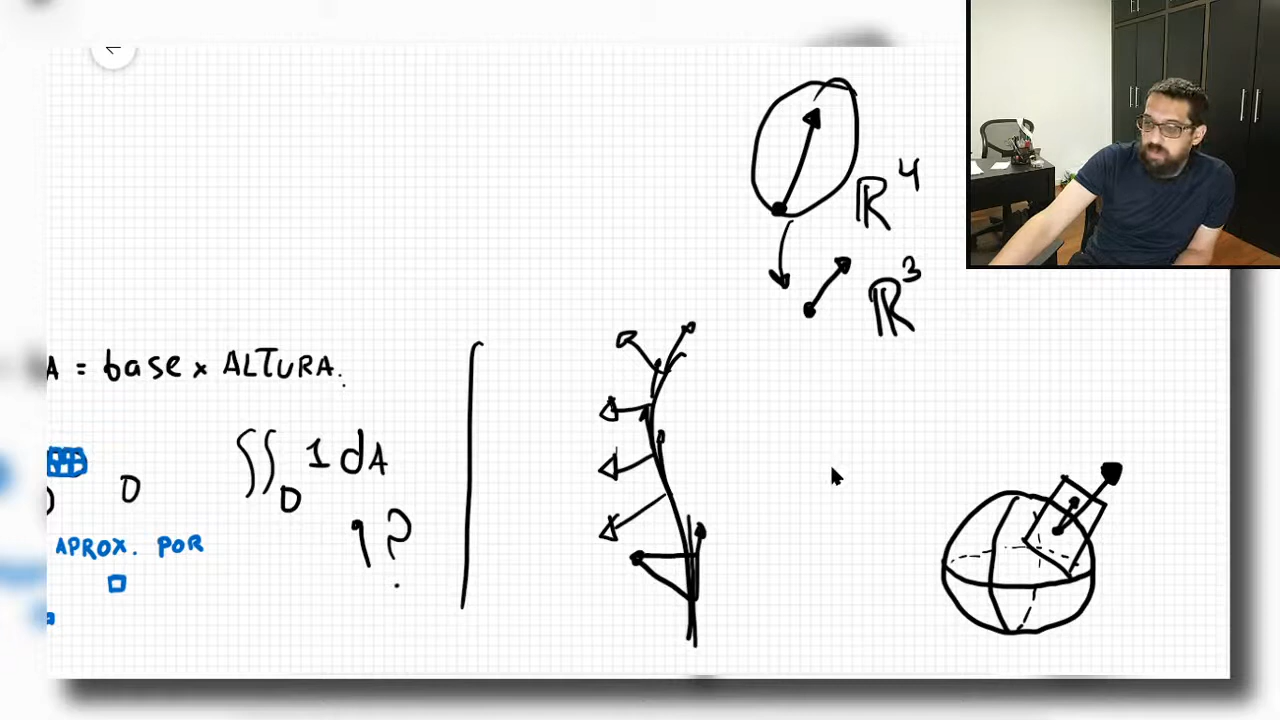 A = base × ALTURA.
∬_D 1 dA
D
APROX. POR
ℝ⁴
ℝ³